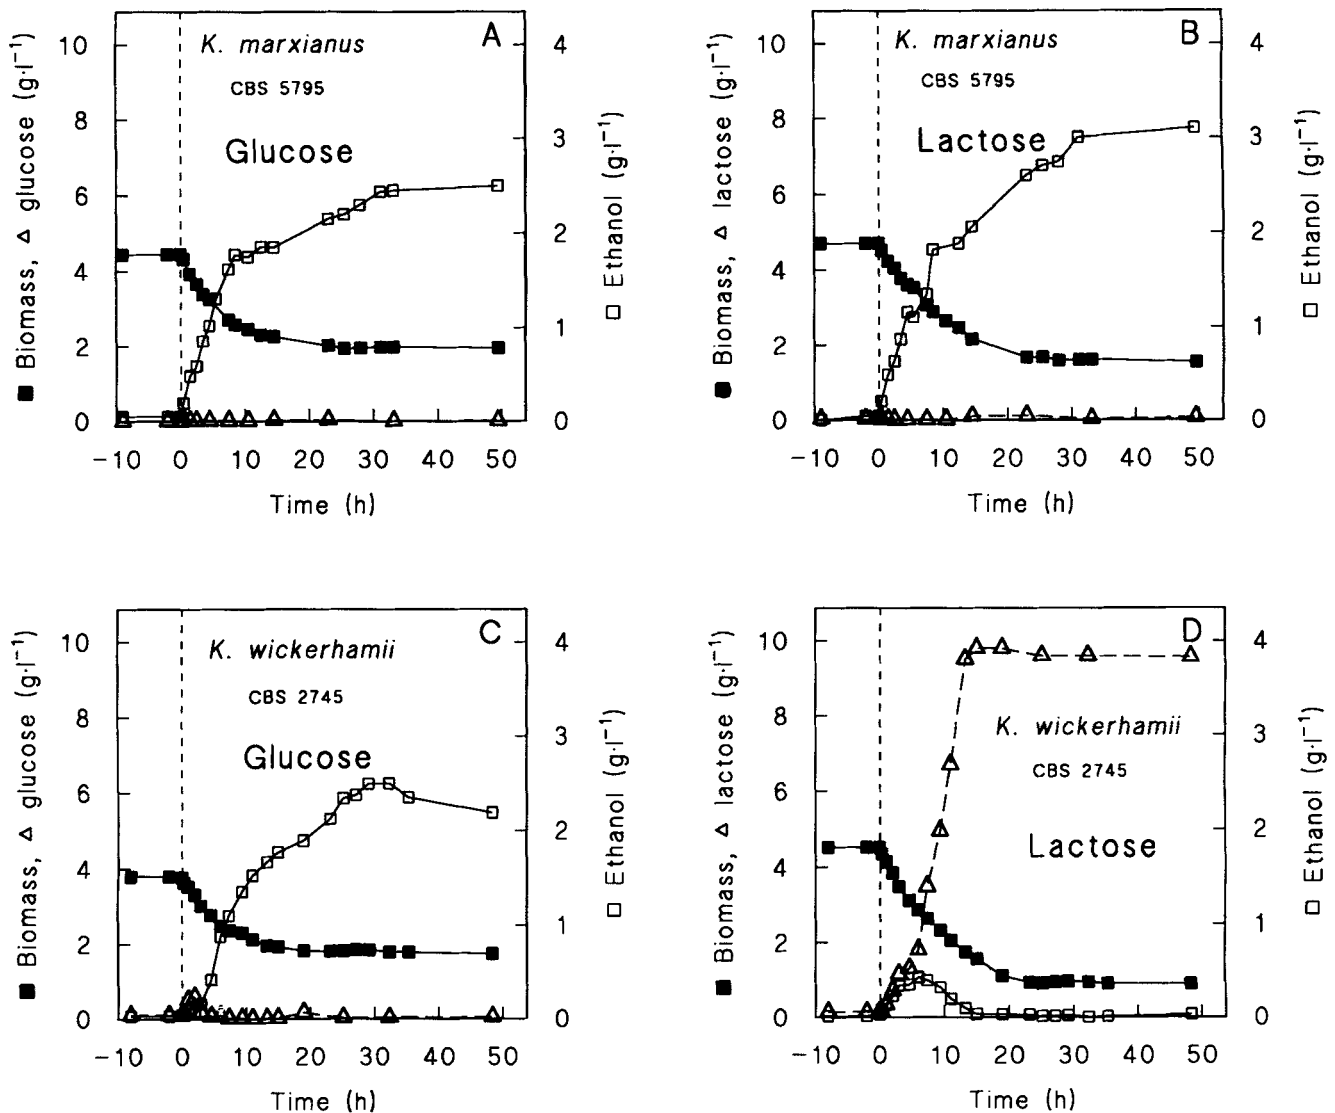 A
K. marxianus
CBS 5795
Glucose
■ Biomass, Δ glucose (g·l⁻¹)
□ Ethanol (g·l⁻¹)
10
8
6
4
2
0
4
3
2
1
0
−10 0 10 20 30 40 50
Time (h)
B
K. marxianus
CBS 5795
Lactose
■ Biomass, Δ lactose (g·l⁻¹)
□ Ethanol (g·l⁻¹)
10
8
6
4
2
0
4
3
2
1
0
−10 0 10 20 30 40 50
Time (h)
C
K. wickerhamii
CBS 2745
Glucose
■ Biomass, Δ glucose (g·l⁻¹)
□ Ethanol (g·l⁻¹)
10
8
6
4
2
0
4
3
2
1
0
−10 0 10 20 30 40 50
Time (h)
D
K. wickerhamii
CBS 2745
Lactose
■ Biomass, Δ lactose (g·l⁻¹)
□ Ethanol (g·l⁻¹)
10
8
6
4
2
0
4
3
2
1
0
−10 0 10 20 30 40 50
Time (h)